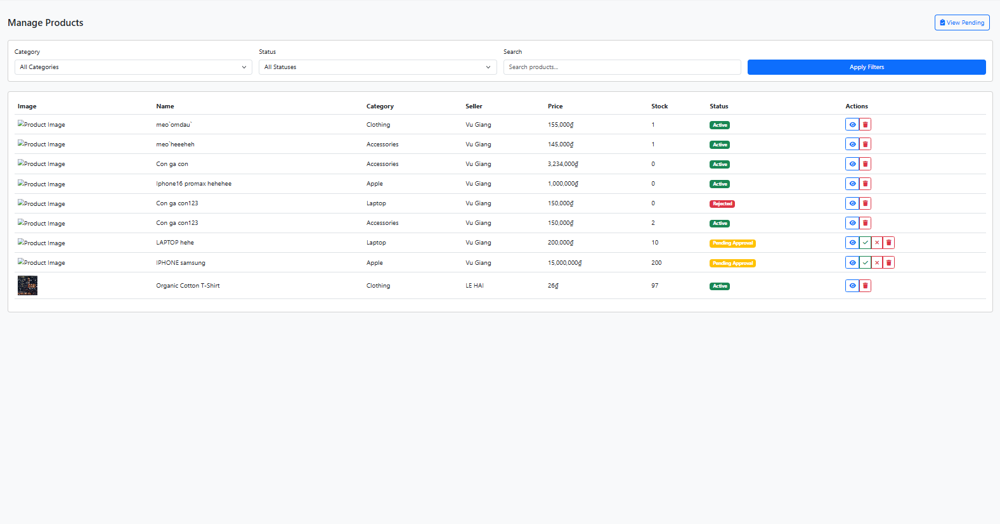 Manage Products
View Pending
Category Status Search
All Categories All Statuses Search products... Apply Filters
Image Name Category Seller Price Stock Status Actions
Product Image meo`omdau` Clothing Vu Giang 155,000₫ 1 Active
Product Image meo`heeeheh Accessories Vu Giang 145,000₫ 1 Active
Product Image Con ga con Accessories Vu Giang 3,234,000₫ 0 Active
Product Image Iphone16 promax hehehee Apple Vu Giang 1,000,000₫ 0 Active
Product Image Con ga con123 Laptop Vu Giang 150,000₫ 0 Rejected
Product Image Con ga con123 Accessories Vu Giang 150,000₫ 2 Active
Product Image LAPTOP hehe Laptop Vu Giang 200,000₫ 10 Pending Approval
Product Image IPHONE samsung Apple Vu Giang 15,000,000₫ 200 Pending Approval
Organic Cotton T-Shirt Clothing LE HAI 26₫ 97 Active